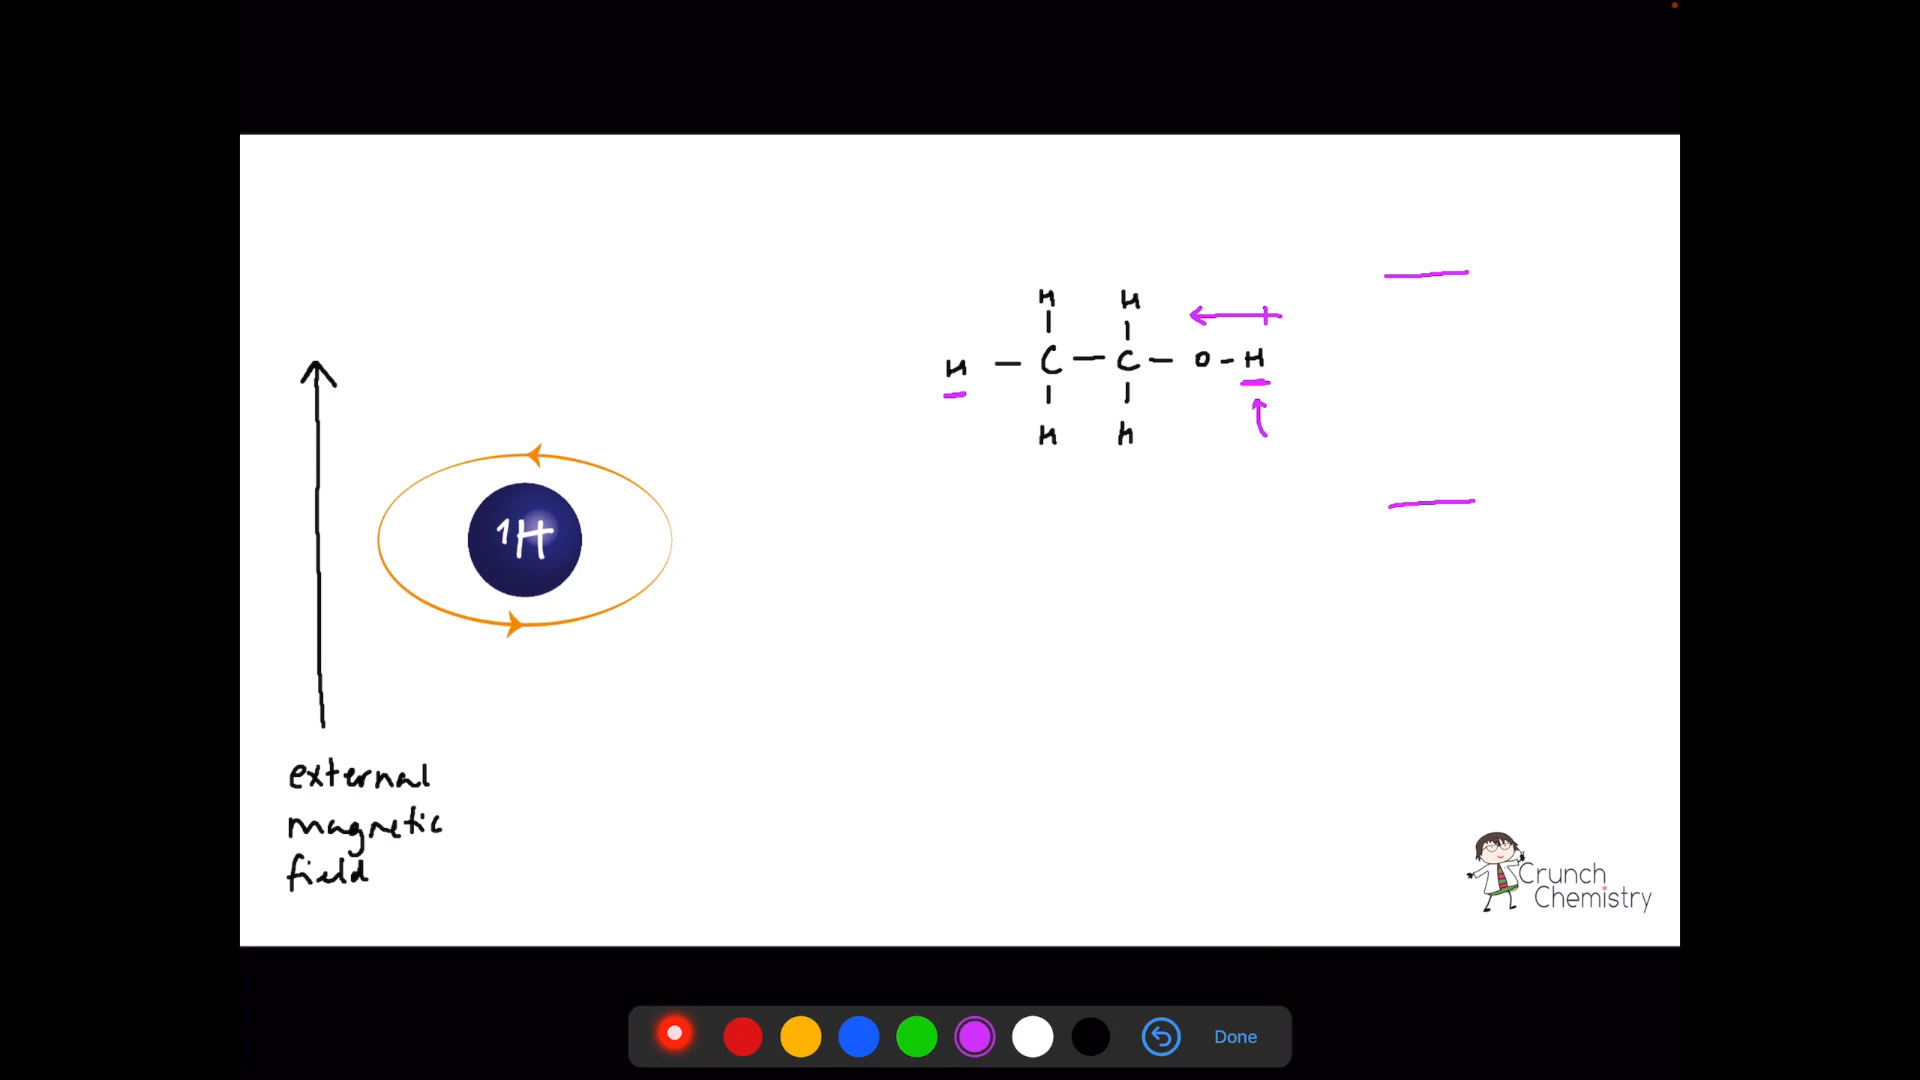 H H
H — C — C — O - H
H h
¹H
external
magnetic
field
Crunch
Chemistry
Done